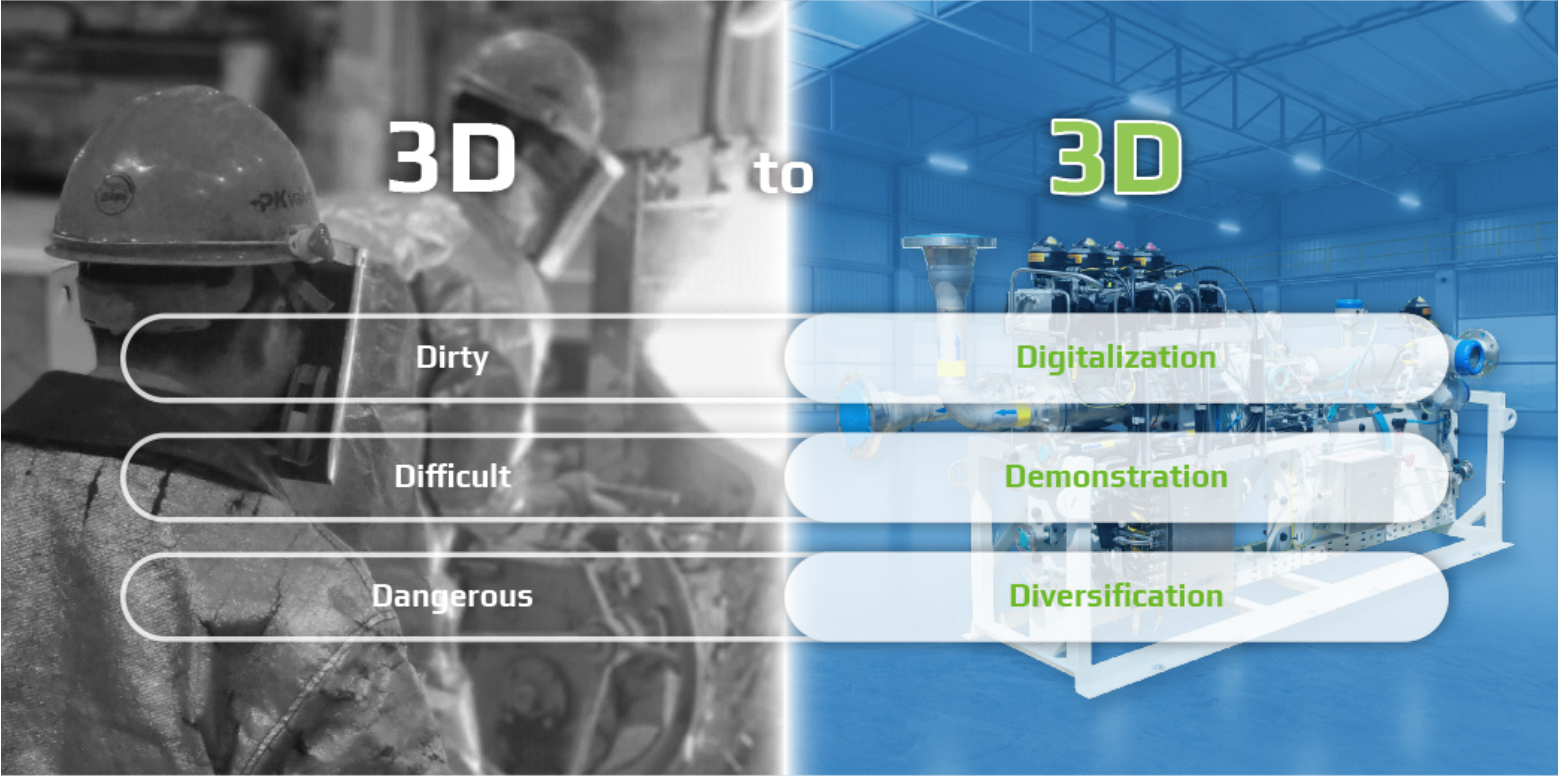 3D to 3D
Dirty Digitalization
Difficult Demonstration
Dangerous Diversification